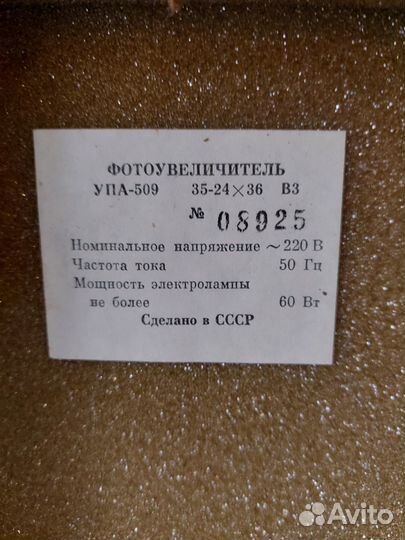 ФОТОУВЕЛИЧИТЕЛЬ
УПА-509 35-24×36 В3
№ 08925
Номинальное напряжение ~220 В
Частота тока 50 Гц
Мощность электролампы
не более 60 Вт
Сделано в СССР
Avito